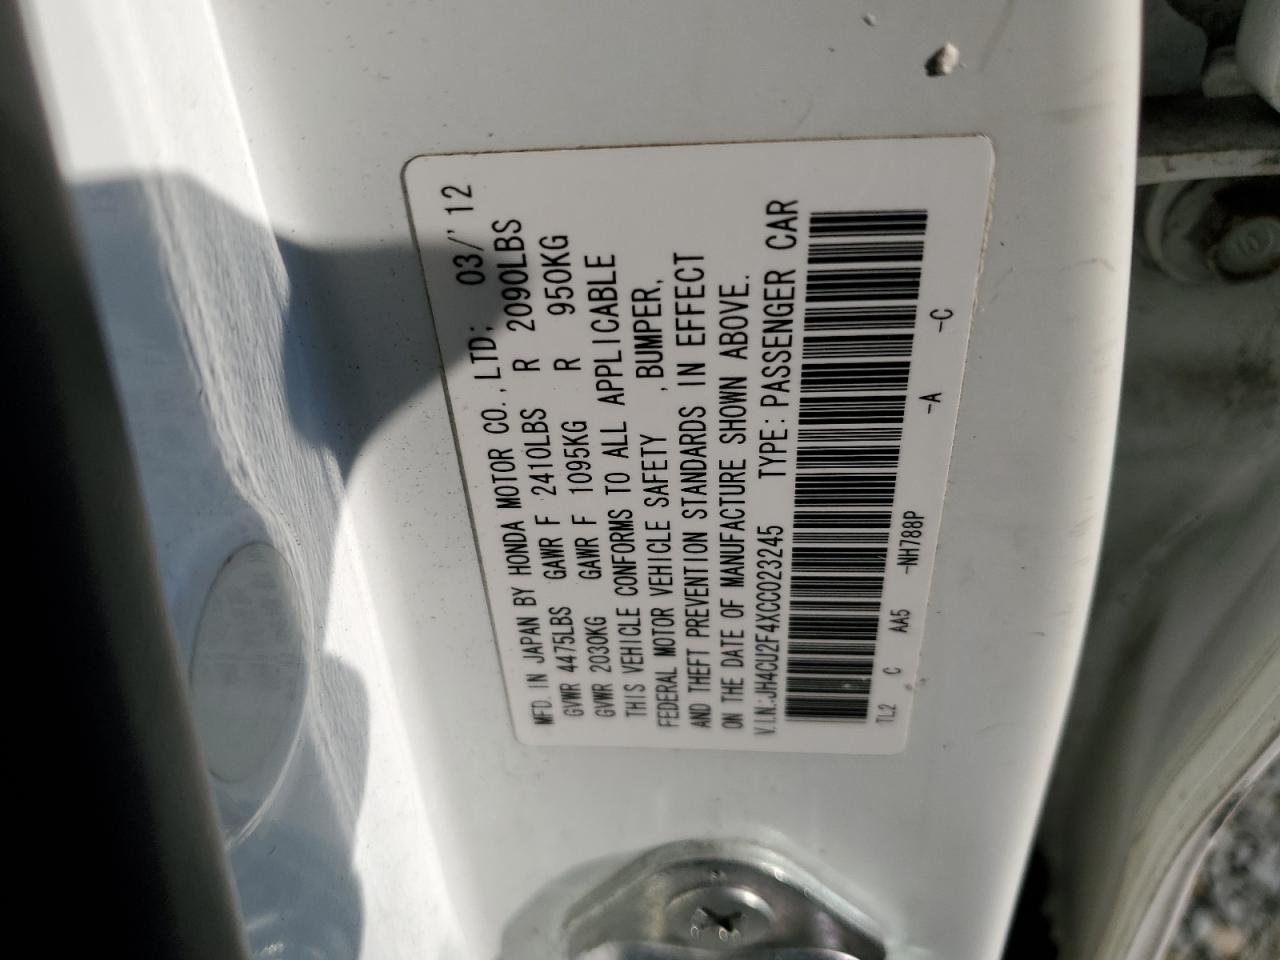 MFD. IN JAPAN BY HONDA MOTOR CO., LTD; 03/'12
GVWR 4475LBS GAWR F 2410LBS R 2090LBS
GVWR 2030KG GAWR F 1095KG R 950KG
THIS VEHICLE CONFORMS TO ALL APPLICABLE
FEDERAL MOTOR VEHICLE SAFETY , BUMPER,
AND THEFT PREVENTION STANDARDS IN EFFECT
ON THE DATE OF MANUFACTURE SHOWN ABOVE.
V.I.N.:JH4CU2F4XCC023245 TYPE: PASSENGER CAR
TL2 C AA5 -NH788P -A -C
10